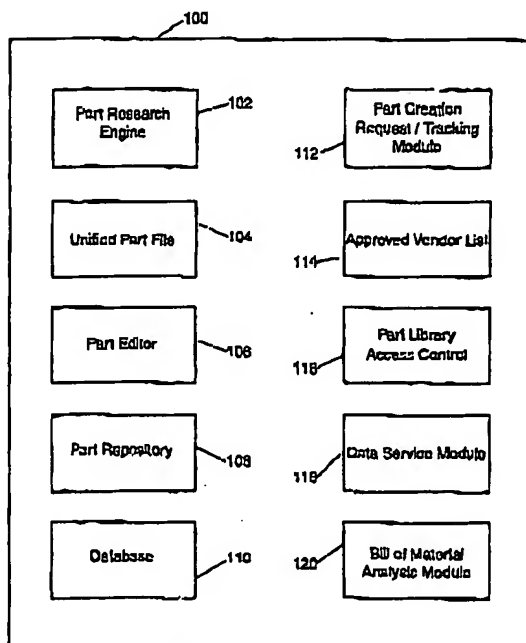 100
Part Research
Engine
102
Part Creation
Request / Tracking
Module
112
Unified Part File
104
Approved Vendor List
114
Part Editor
106
Part Library
Access Control
116
Part Repository
108
Data Service Module
118
Database
110
Bill of Material
Analysis Module
120